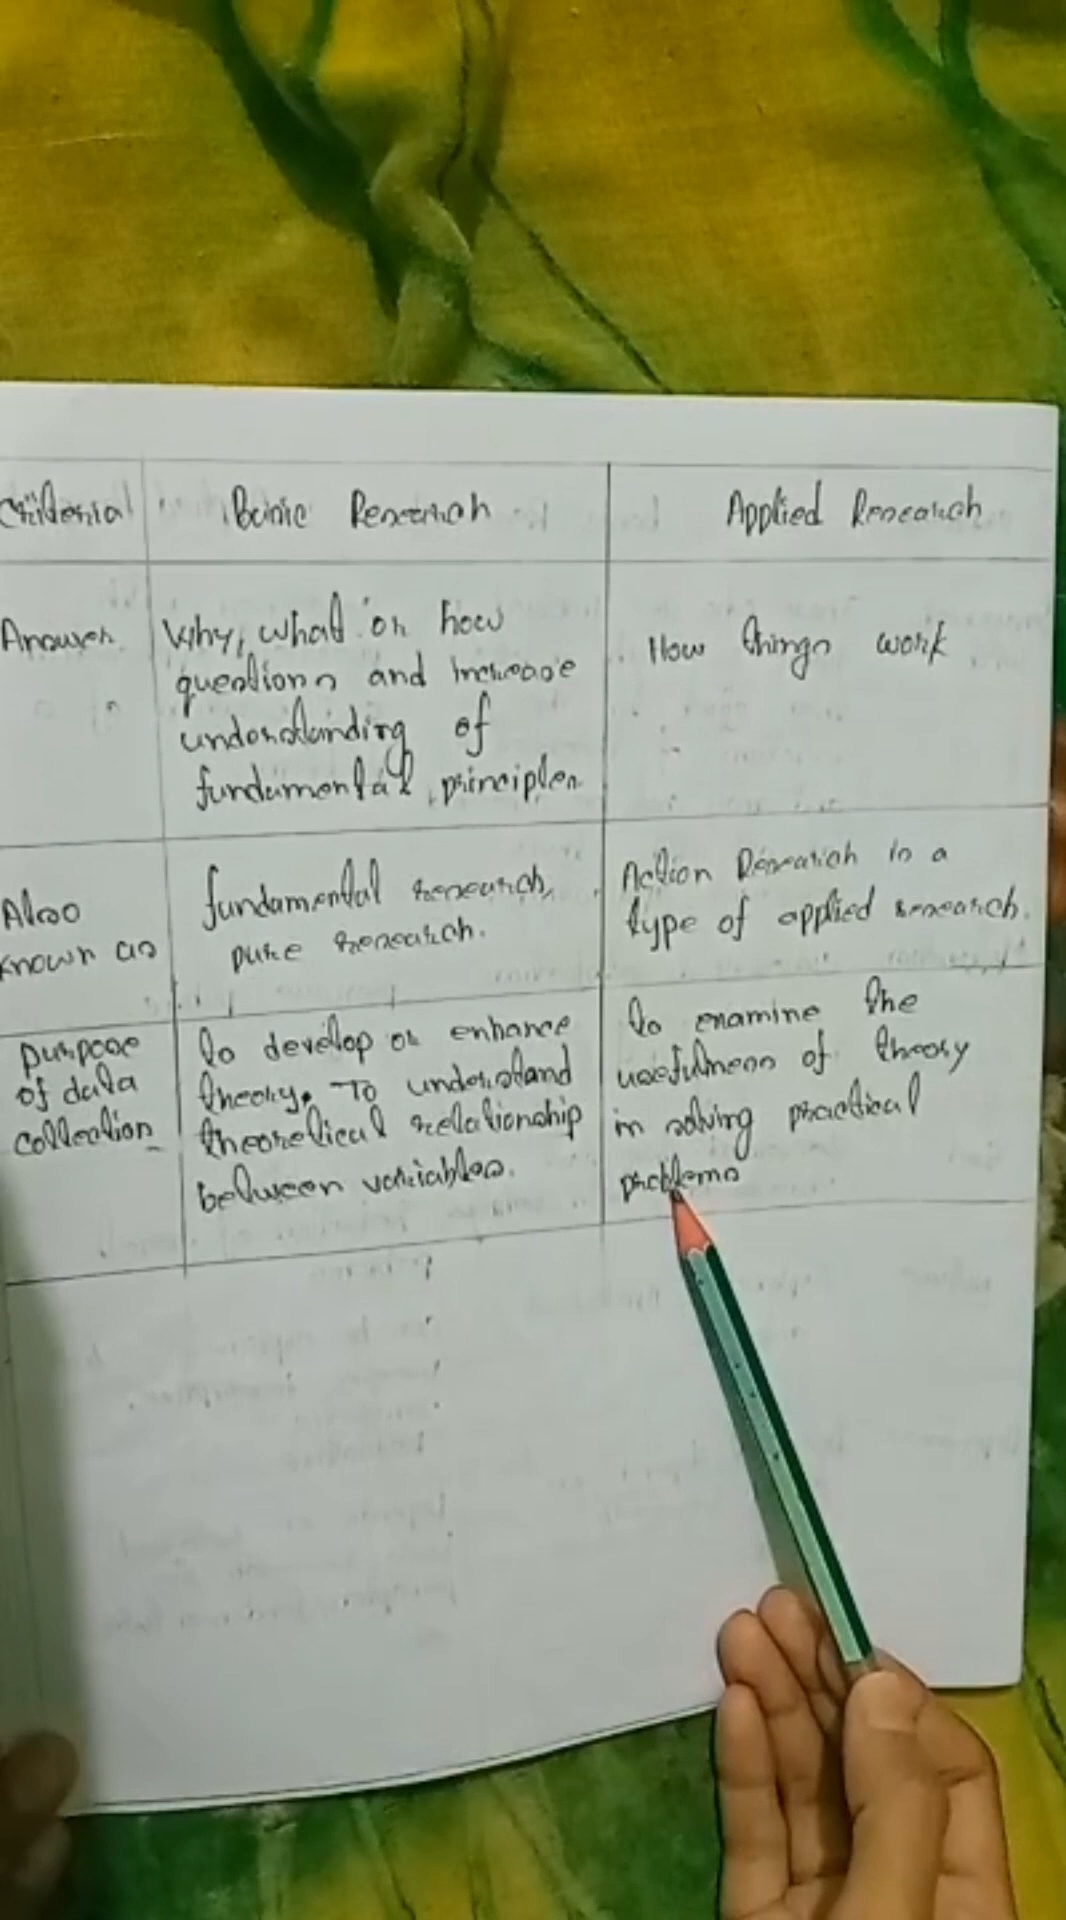 Criteria Basic Research Applied Research
Answer
Why, what or how
questions and increase
understanding of
fundamental principles
How things work
Also
known as
fundamental research,
pure research.
Action Research is a
type of applied research.
purpose
of data
collection
To develop or enhance
theory. To understand
theorelical relationship
between variables.
To examine the
usefulness of theory
in solving practical
problems